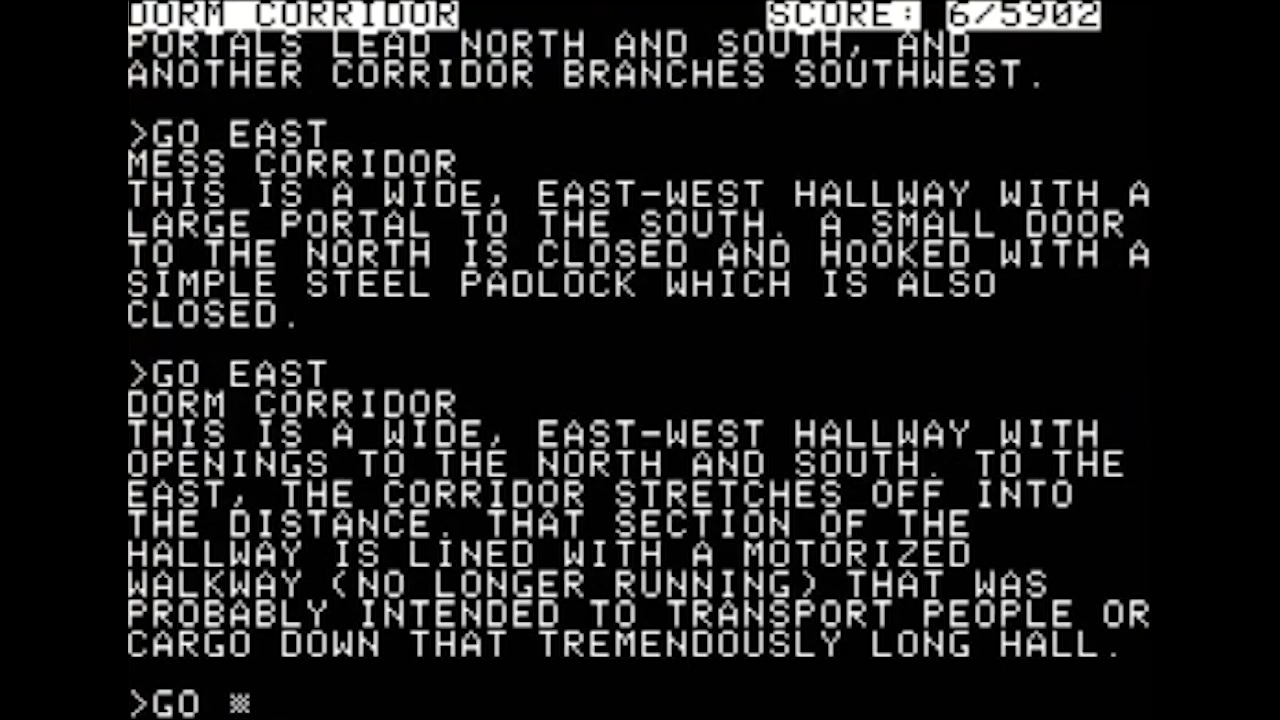 DORM CORRIDOR SCORE: 6/5902
PORTALS LEAD NORTH AND SOUTH, AND
ANOTHER CORRIDOR BRANCHES SOUTHWEST.
>GO EAST
MESS CORRIDOR
THIS IS A WIDE, EAST-WEST HALLWAY WITH A
LARGE PORTAL TO THE SOUTH. A SMALL DOOR
TO THE NORTH IS CLOSED AND HOOKED WITH A
SIMPLE STEEL PADLOCK WHICH IS ALSO
CLOSED.
>GO EAST
DORM CORRIDOR
THIS IS A WIDE, EAST-WEST HALLWAY WITH
OPENINGS TO THE NORTH AND SOUTH. TO THE
EAST, THE CORRIDOR STRETCHES OFF INTO
THE DISTANCE. THAT SECTION OF THE
HALLWAY IS LINED WITH A MOTORIZED
WALKWAY (NO LONGER RUNNING) THAT WAS
PROBABLY INTENDED TO TRANSPORT PEOPLE OR
CARGO DOWN THAT TREMENDOUSLY LONG HALL.
>GO